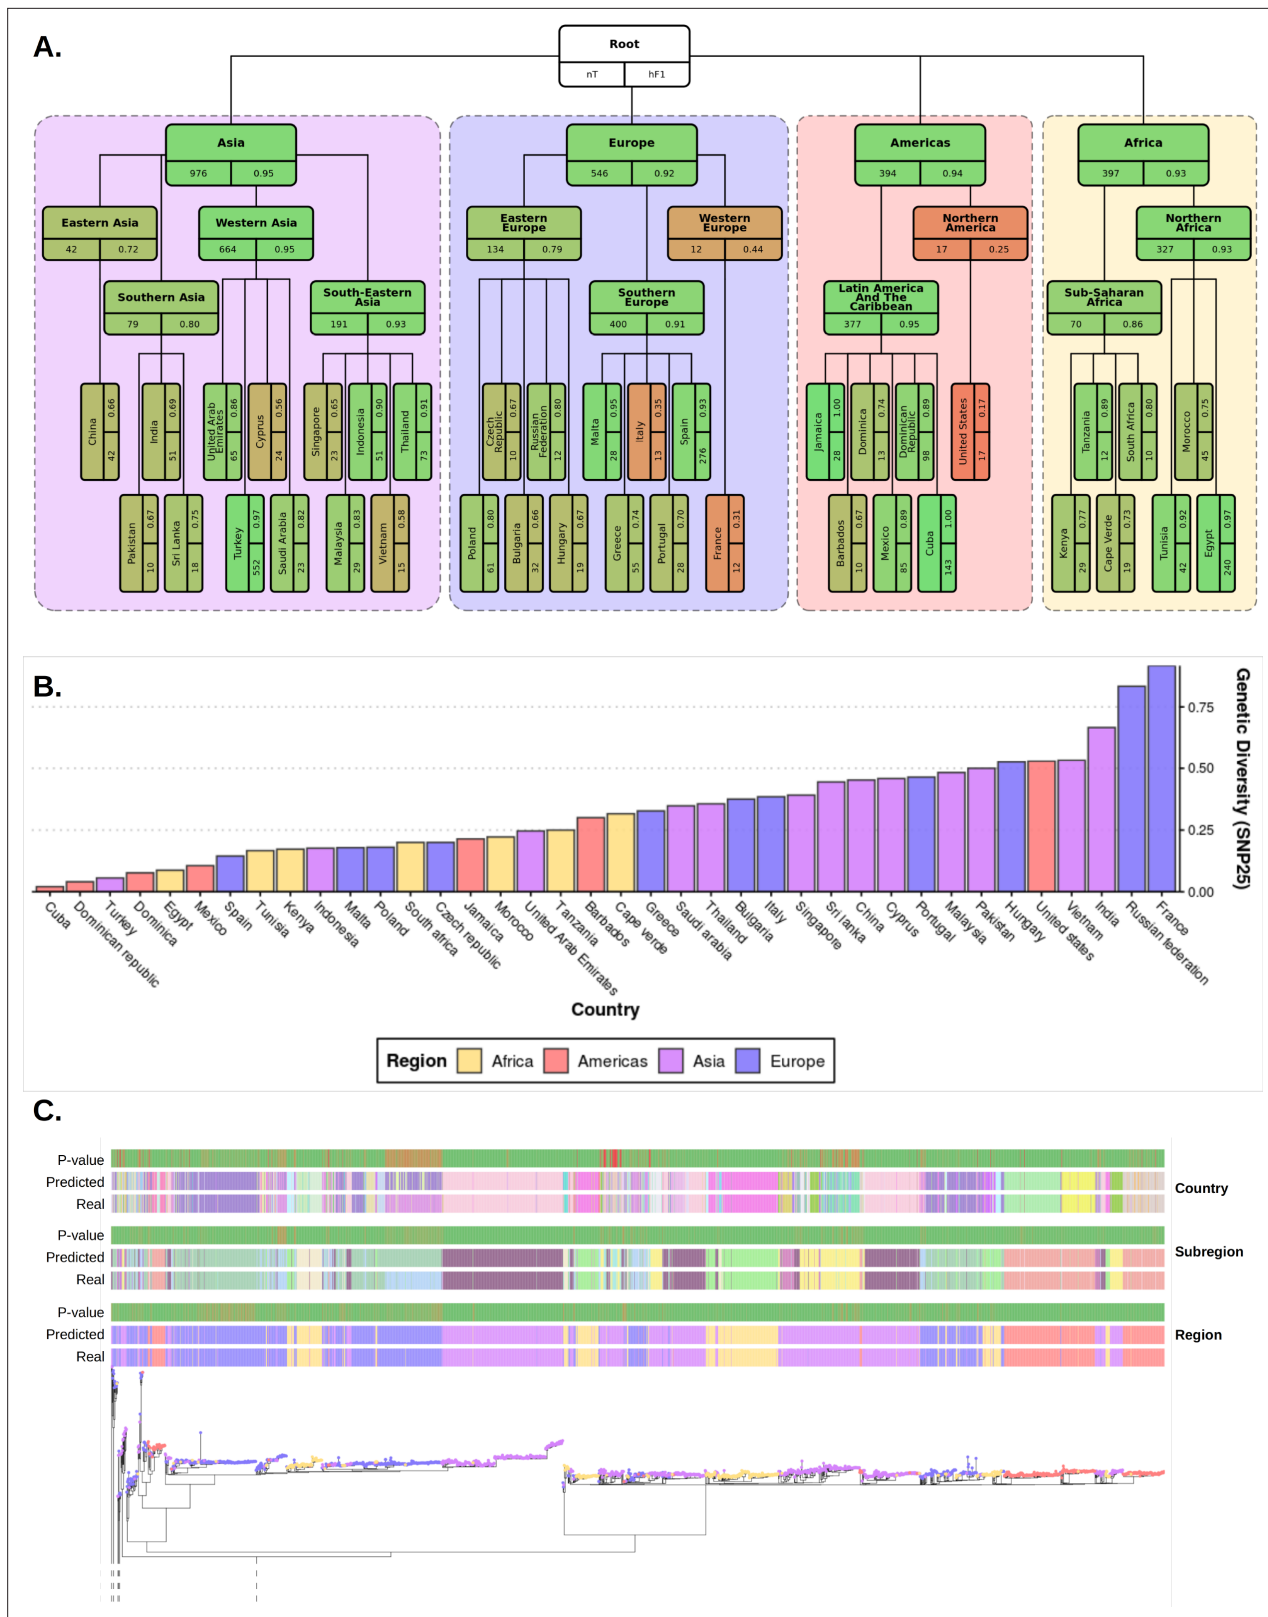 A.
Root
nT hF1
Asia
976 0.95
Europe
546 0.92
Americas
394 0.94
Africa
397 0.93
Eastern Asia
42 0.72
Western Asia
664 0.95
Eastern
Europe
134 0.79
Western
Europe
12 0.44
Northern
America
17 0.25
Northern
Africa
327 0.93
Southern Asia
79 0.80
South-Eastern
Asia
191 0.93
Southern
Europe
400 0.91
Latin America
And The
Caribbean
377 0.95
Sub-Saharan
Africa
70 0.86
China 42 0.66
India 51 0.69
United Arab
Emirates 65 0.86
Cyprus 24 0.56
Singapore 23 0.65
Indonesia 51 0.90
Thailand 73 0.91
Czech
Republic 10 0.67
Russian
Federation 12 0.80
Malta 28 0.95
Italy 13 0.35
Spain 276 0.93
Jamaica 28 1.00
Dominica 13 0.74
Dominican
Republic 98 0.89
United States 17 0.17
Tanzania 12 0.89
South Africa 10 0.80
Morocco 45 0.75
Pakistan 10 0.67
Sri Lanka 18 0.75
Turkey 552 0.97
Saudi Arabia 23 0.82
Malaysia 29 0.83
Vietnam 15 0.58
Poland 61 0.80
Bulgaria 32 0.66
Hungary 19 0.67
Greece 55 0.74
Portugal 28 0.70
France 12 0.31
Barbados 10 0.67
Mexico 85 0.89
Cuba 143 1.00
Kenya 29 0.77
Cape Verde 19 0.73
Tunisia 42 0.92
Egypt 240 0.97
B.
0.75
0.50
0.25
0.00
Genetic Diversity (SNP25)
Cuba
Dominican republic
Turkey
Dominica
Egypt
Mexico
Spain
Tunisia
Kenya
Indonesia
Malta
Poland
South africa
Czech republic
Jamaica
Morocco
United Arab Emirates
Tanzania
Barbados
Cape verde
Greece
Saudi arabia
Thailand
Bulgaria
Italy
Singapore
Sri lanka
China
Cyprus
Portugal
Malaysia
Pakistan
Hungary
United states
Vietnam
India
Russian federation
France
Country
Region Africa Americas Asia Europe
C.
P-value
Predicted
Real
Country
P-value
Predicted
Real
Subregion
P-value
Predicted
Real
Region